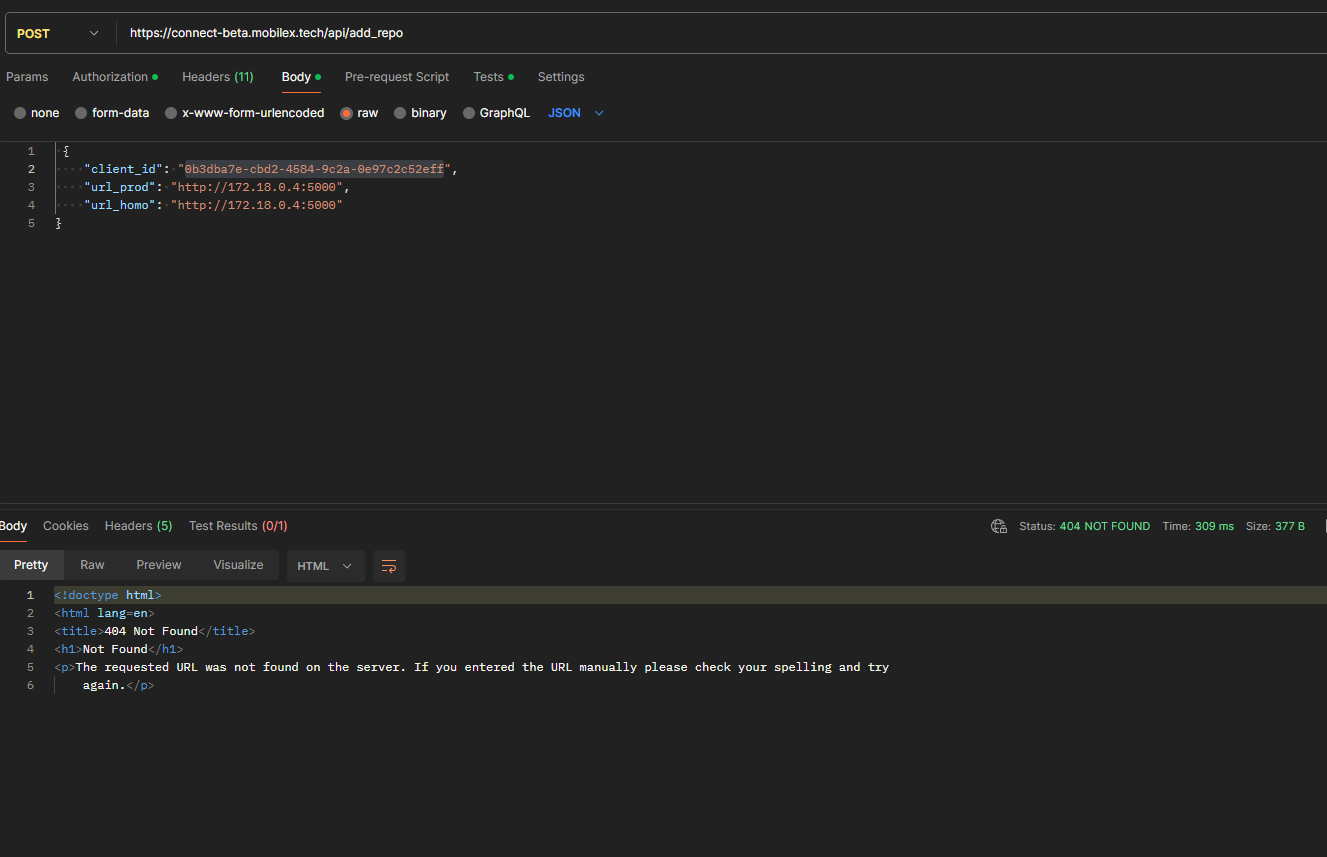 POST https://connect-beta.mobilex.tech/api/add_repo
Params Authorization Headers (11) Body Pre-request Script Tests Settings
none form-data x-www-form-urlencoded raw binary GraphQL JSON
1 {
2 "client_id": "0b3dba7e-cbd2-4584-9c2a-0e97c2c52eff",
3 "url_prod": "http://172.18.0.4:5000",
4 "url_homo": "http://172.18.0.4:5000"
5 }
Body Cookies Headers (5) Test Results (0/1) Status: 404 NOT FOUND Time: 309 ms Size: 377 B
Pretty Raw Preview Visualize HTML
1 <!doctype html>
2 <html lang=en>
3 <title>404 Not Found</title>
4 <h1>Not Found</h1>
5 <p>The requested URL was not found on the server. If you entered the URL manually please check your spelling and try
6 again.</p>